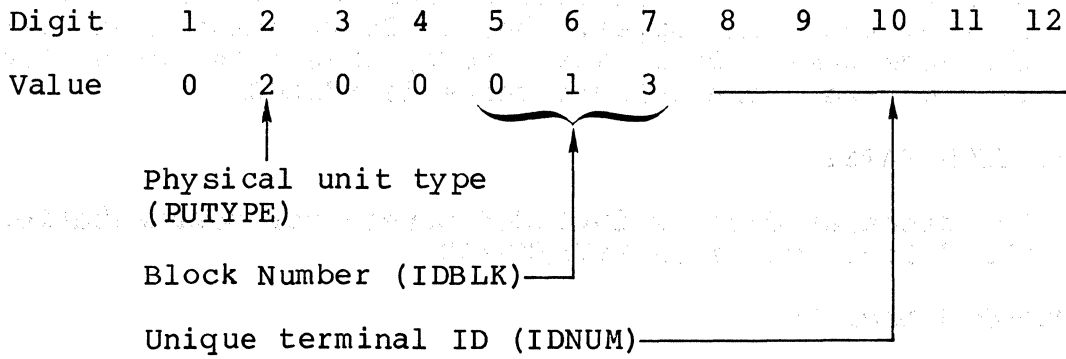 Digit 1 2 3 4 5 6 7 8 9 10 11 12
Value 0 2 0 0 0 1 3
Physical unit type
(PUTYPE)
Block Number (IDBLK)
Unique terminal ID (IDNUM)